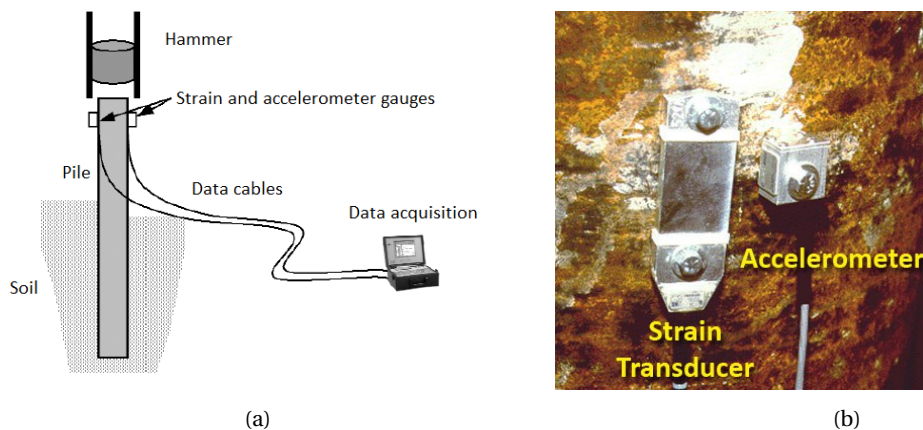 Hammer
Strain and accelerometer gauges
Pile
Data cables
Data acquisition
Soil
(a)
Accelerometer
Strain
Transducer
(b)